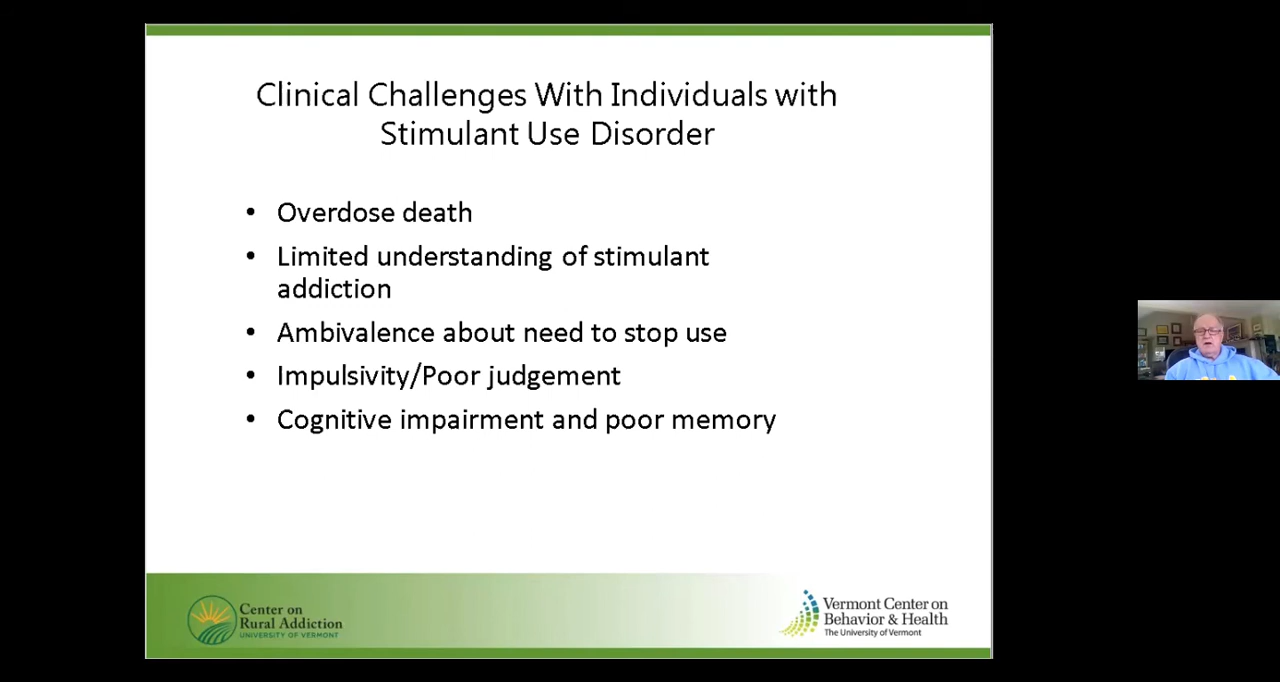 Clinical Challenges With Individuals with
Stimulant Use Disorder
• Overdose death
• Limited understanding of stimulant
addiction
• Ambivalence about need to stop use
• Impulsivity/Poor judgement
• Cognitive impairment and poor memory
Center on
Rural Addiction
UNIVERSITY OF VERMONT
Vermont Center on
Behavior & Health
The University of Vermont